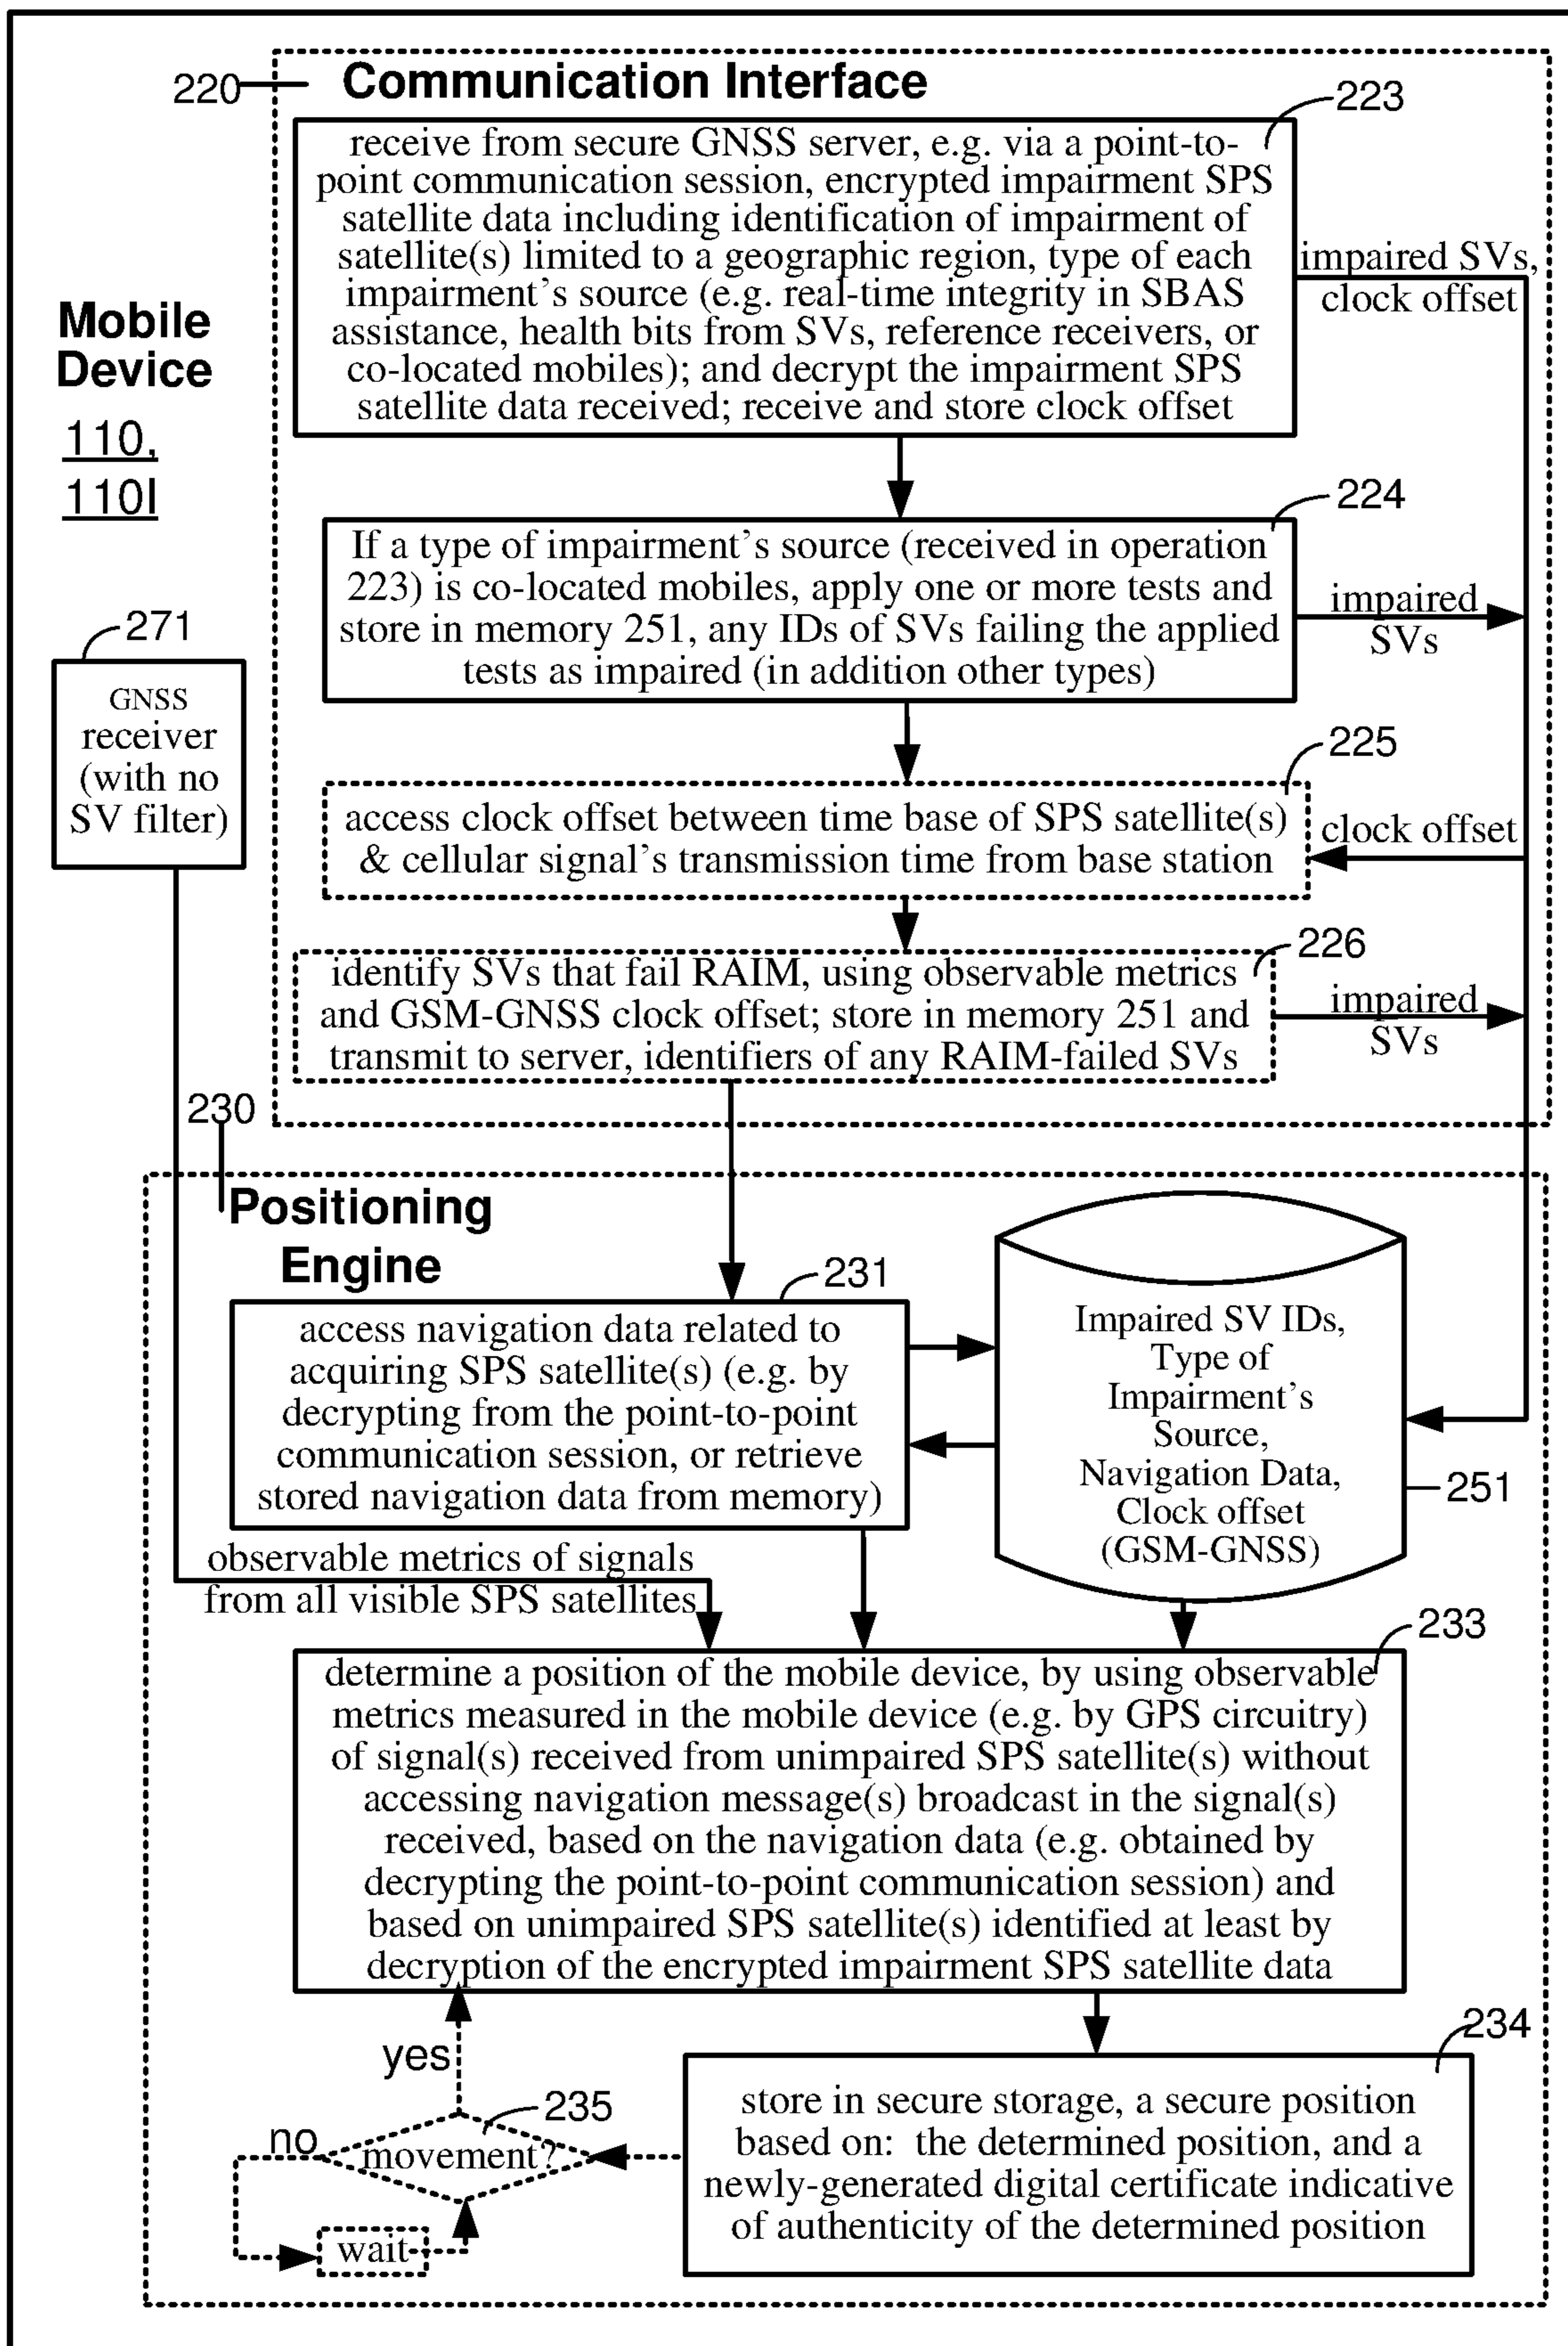 220
Communication Interface
223
receive from secure GNSS server, e.g. via a point-to-
point communication session, encrypted impairment SPS
satellite data including identification of impairment of
satellite(s) limited to a geographic region, type of each
impairment's source (e.g. real-time integrity in SBAS
assistance, health bits from SVs, reference receivers, or
co-located mobiles); and decrypt the impairment SPS
satellite data received; receive and store clock offset
impaired SVs,
clock offset
Mobile
Device
110,
110I
224
If a type of impairment's source (received in operation
223) is co-located mobiles, apply one or more tests and
store in memory 251, any IDs of SVs failing the applied
tests as impaired (in addition other types)
impaired
SVs
271
GNSS
receiver
(with no
SV filter)
225
access clock offset between time base of SPS satellite(s)
& cellular signal's transmission time from base station
clock offset
226
identify SVs that fail RAIM, using observable metrics
and GSM-GNSS clock offset; store in memory 251 and
transmit to server, identifiers of any RAIM-failed SVs
impaired
SVs
230
Positioning
Engine
231
access navigation data related to
acquiring SPS satellite(s) (e.g. by
decrypting from the point-to-point
communication session, or retrieve
stored navigation data from memory)
Impaired SV IDs,
Type of
Impairment's
Source,
Navigation Data,
Clock offset
(GSM-GNSS)
251
observable metrics of signals
from all visible SPS satellites
233
determine a position of the mobile device, by using observable
metrics measured in the mobile device (e.g. by GPS circuitry)
of signal(s) received from unimpaired SPS satellite(s) without
accessing navigation message(s) broadcast in the signal(s)
received, based on the navigation data (e.g. obtained by
decrypting the point-to-point communication session) and
based on unimpaired SPS satellite(s) identified at least by
decryption of the encrypted impairment SPS satellite data
234
store in secure storage, a secure position
based on: the determined position, and a
newly-generated digital certificate indicative
of authenticity of the determined position
yes
235
no
movement?
wait